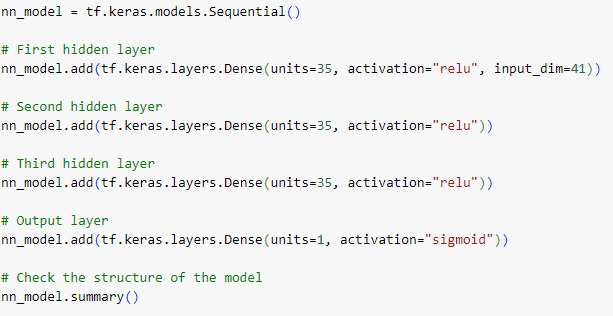 nn_model = tf.keras.models.Sequential()
# First hidden layer
nn_model.add(tf.keras.layers.Dense(units=35, activation="relu", input_dim=41))
# Second hidden layer
nn_model.add(tf.keras.layers.Dense(units=35, activation="relu"))
# Third hidden layer
nn_model.add(tf.keras.layers.Dense(units=35, activation="relu"))
# Output layer
nn_model.add(tf.keras.layers.Dense(units=1, activation="sigmoid"))
# Check the structure of the model
nn_model.summary()